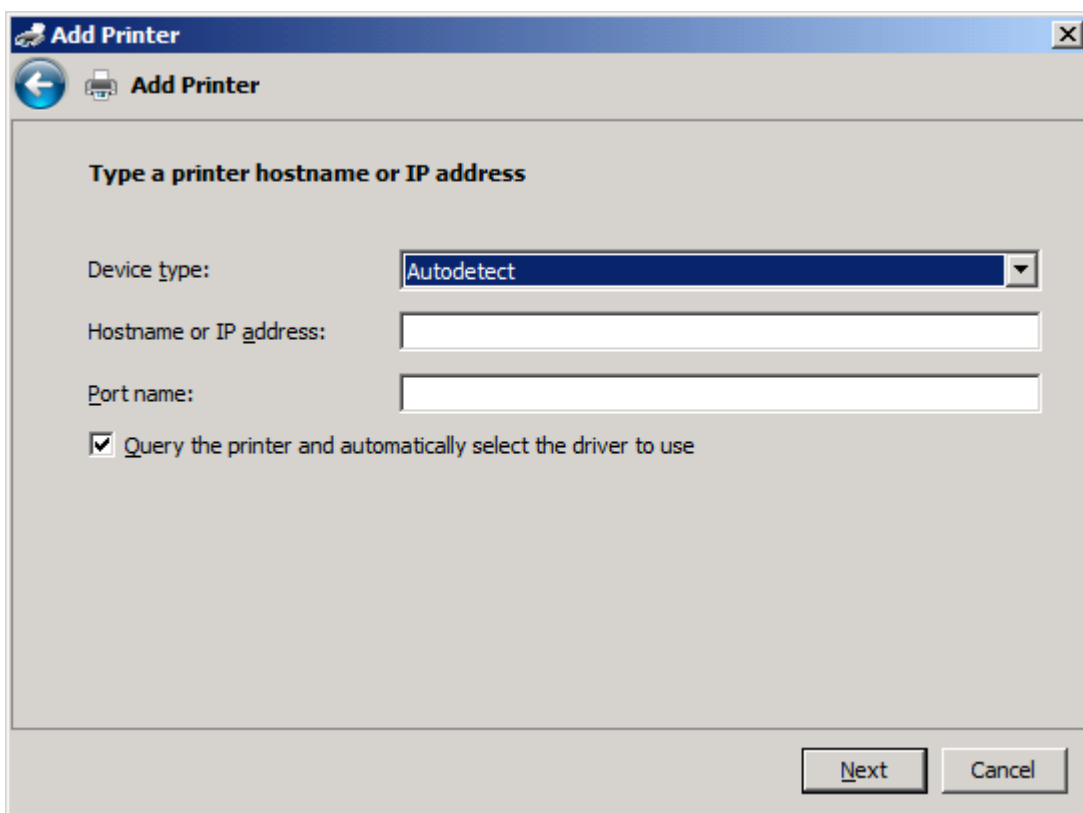 Add Printer
Add Printer
Type a printer hostname or IP address
Device type: Autodetect
Hostname or IP address:
Port name:
Query the printer and automatically select the driver to use
Next Cancel